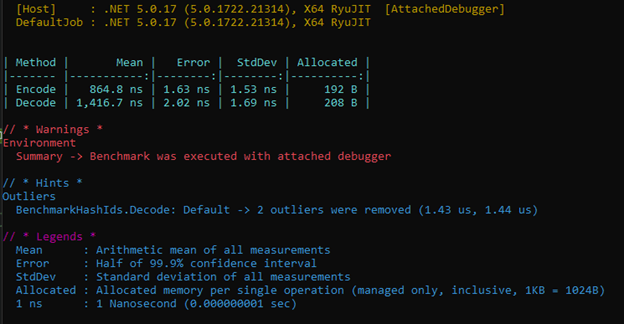 [Host]     : .NET 5.0.17 (5.0.1722.21314), X64 RyuJIT  [AttachedDebugger]
DefaultJob : .NET 5.0.17 (5.0.1722.21314), X64 RyuJIT
| Method |       Mean |   Error |  StdDev | Allocated |
|------- |-----------:|--------:|--------:|----------:|
| Encode |   864.8 ns | 1.63 ns | 1.53 ns |     192 B |
| Decode | 1,416.7 ns | 2.02 ns | 1.69 ns |     208 B |
// * Warnings *
Environment
  Summary -> Benchmark was executed with attached debugger
// * Hints *
Outliers
  BenchmarkHashIds.Decode: Default -> 2 outliers were removed (1.43 us, 1.44 us)
// * Legends *
  Mean      : Arithmetic mean of all measurements
  Error     : Half of 99.9% confidence interval
  StdDev    : Standard deviation of all measurements
  Allocated : Allocated memory per single operation (managed only, inclusive, 1KB = 1024B)
  1 ns      : 1 Nanosecond (0.000000001 sec)